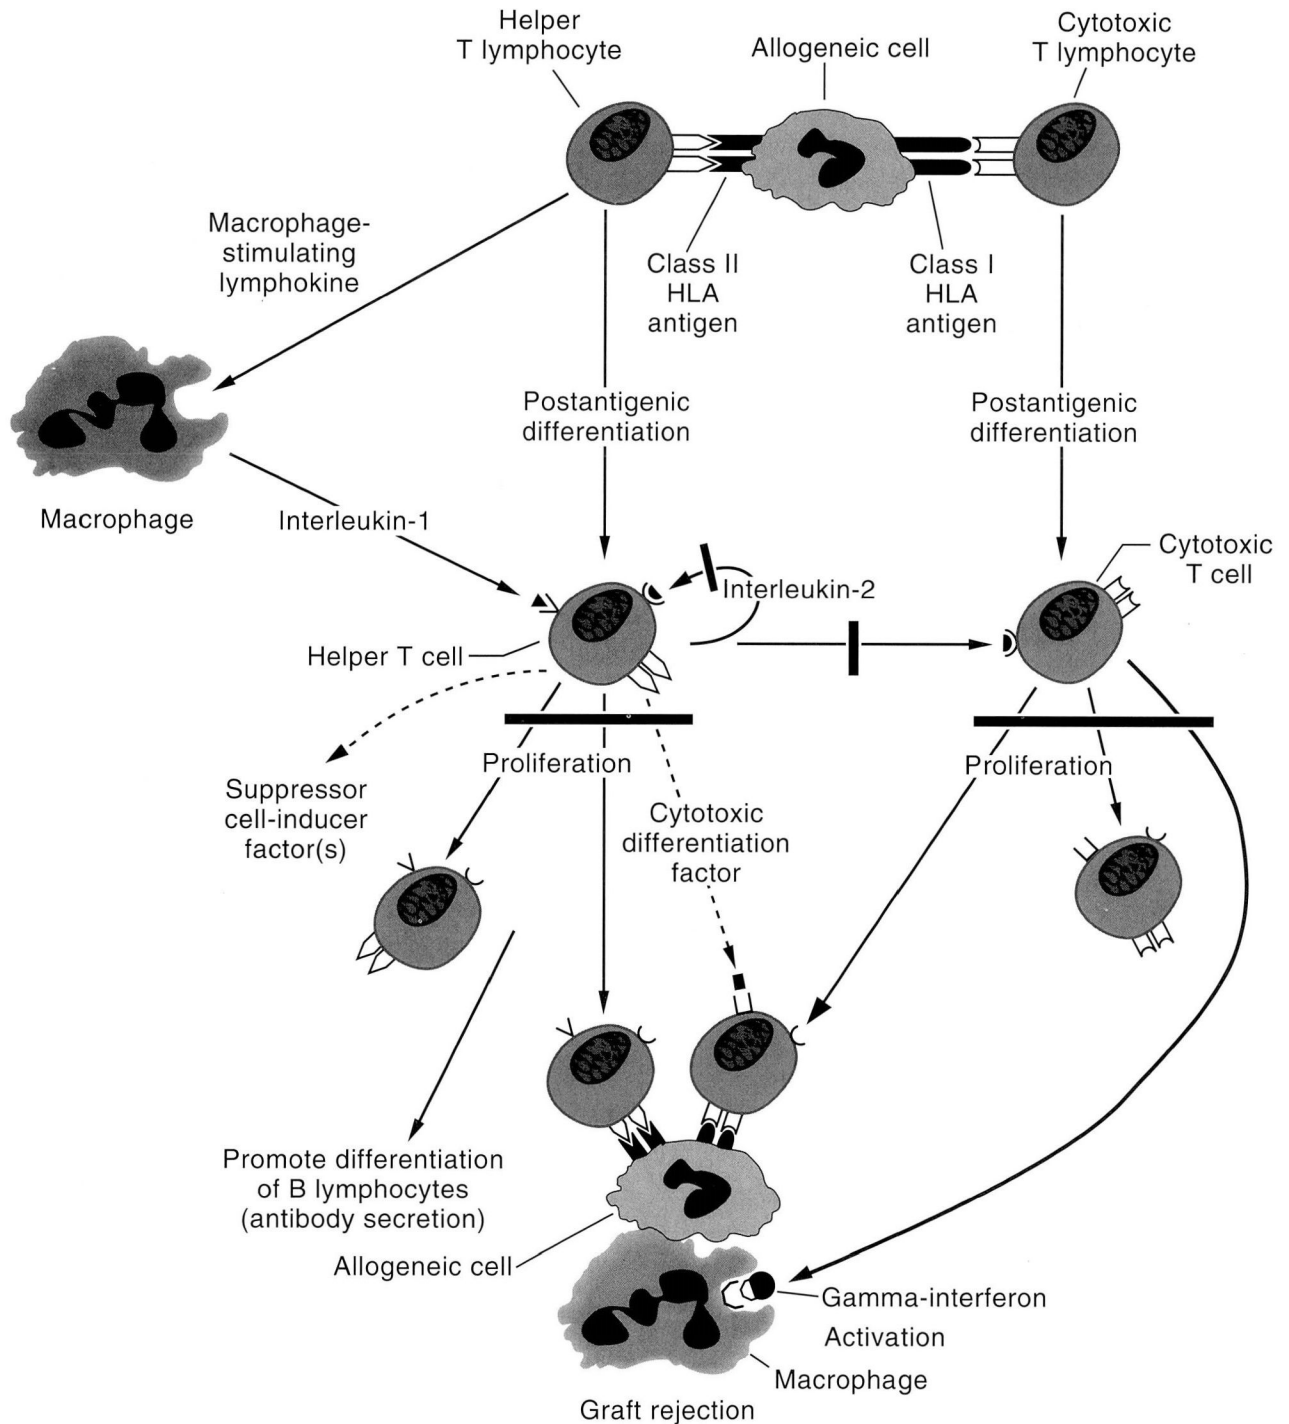 Helper
T lymphocyte
Allogeneic cell
Cytotoxic
T lymphocyte
Macrophage-
stimulating
lymphokine
Class II
HLA
antigen
Class I
HLA
antigen
Postantigenic
differentiation
Postantigenic
differentiation
Macrophage
Interleukin-1
Interleukin-2
Cytotoxic
T cell
Helper T cell
Proliferation
Proliferation
Suppressor
cell-inducer
factor(s)
Cytotoxic
differentiation
factor
Promote differentiation
of B lymphocytes
(antibody secretion)
Allogeneic cell
Gamma-interferon
Activation
Macrophage
Graft rejection